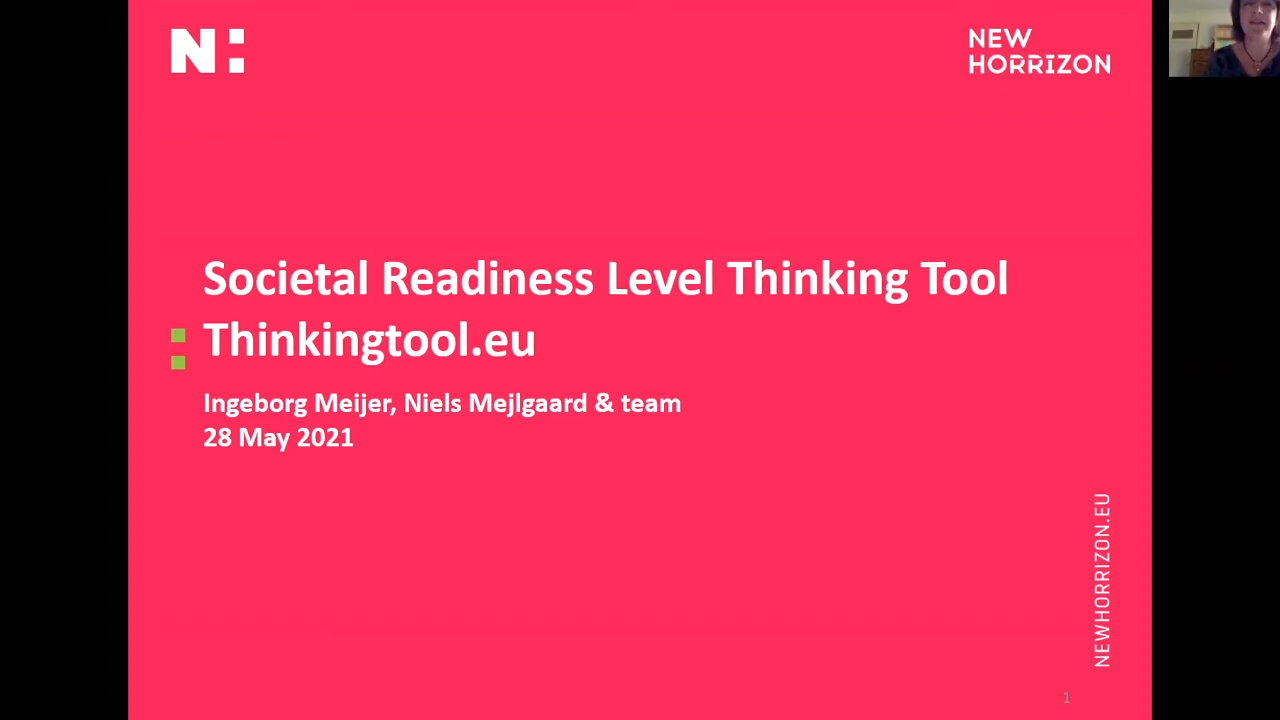 N:
NEW
HORRIZON
Societal Readiness Level Thinking Tool
Thinkingtool.eu
Ingeborg Meijer, Niels Mejlgaard & team
28 May 2021
NEWHORRIZON.EU
1